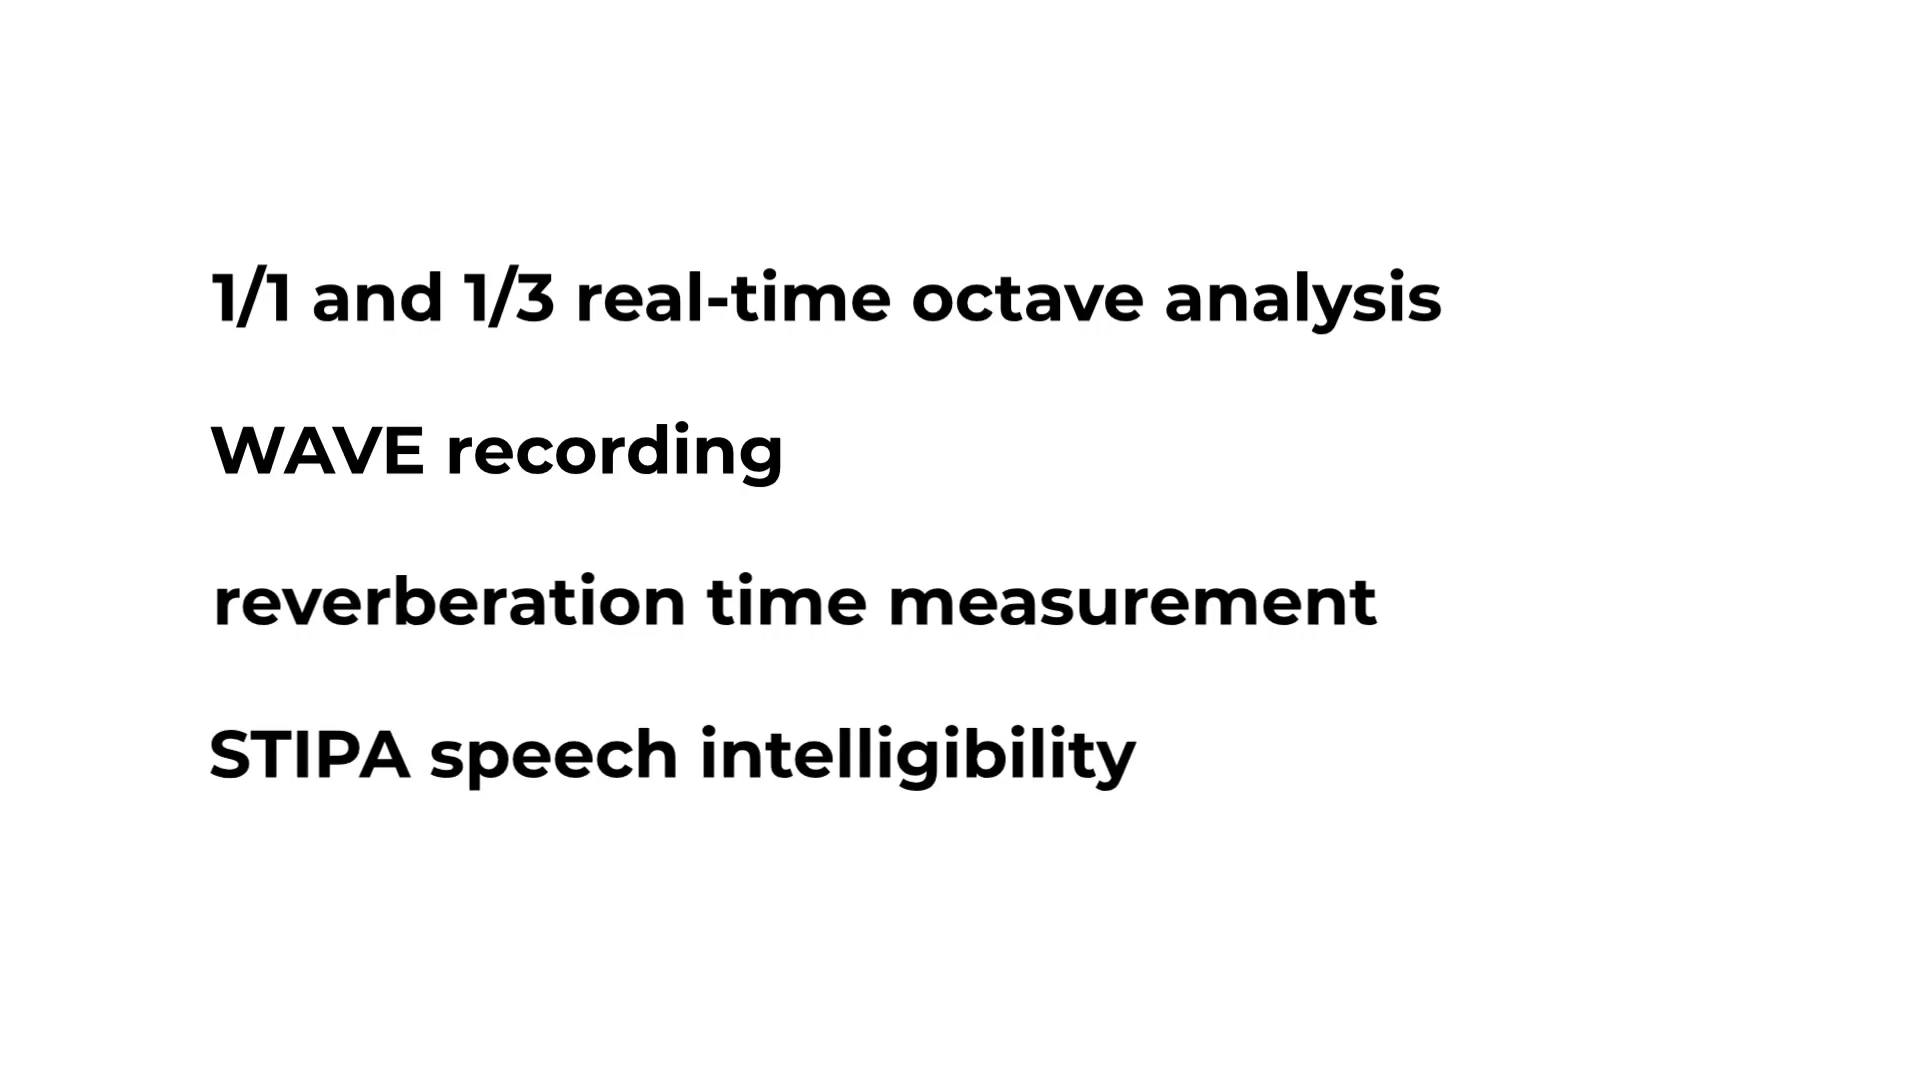 1/1 and 1/3 real-time octave analysis
WAVE recording
reverberation time measurement
STIPA speech intelligibility